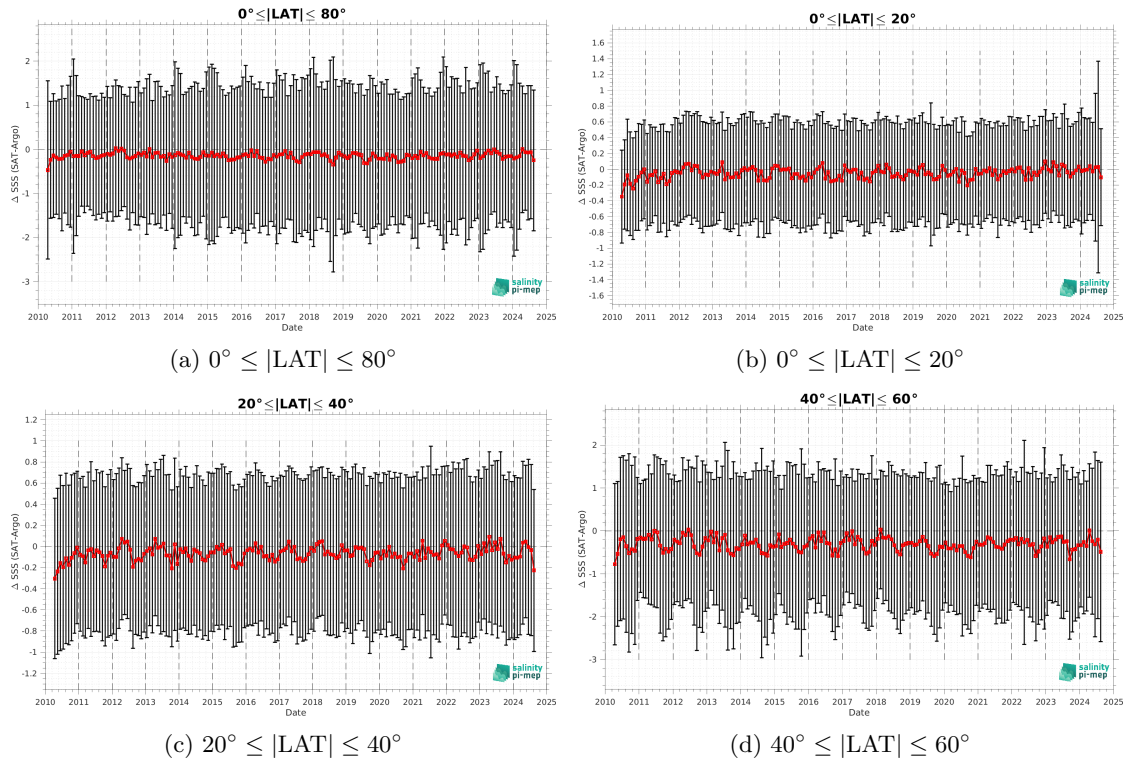 0°≤|LAT|≤ 80°
Δ SSS (SAT-Argo)
2
1
0
-1
-2
-3
2010 2011 2012 2013 2014 2015 2016 2017 2018 2019 2020 2021 2022 2023 2024 2025
Date
salinity
pi-mep
(a) 0° ≤ |LAT| ≤ 80°
0°≤|LAT|≤ 20°
Δ SSS (SAT-Argo)
1.6
1.4
1.2
1
0.8
0.6
0.4
0.2
0
-0.2
-0.4
-0.6
-0.8
-1
-1.2
-1.4
-1.6
2010 2011 2012 2013 2014 2015 2016 2017 2018 2019 2020 2021 2022 2023 2024 2025
Date
salinity
pi-mep
(b) 0° ≤ |LAT| ≤ 20°
20°≤|LAT|≤ 40°
Δ SSS (SAT-Argo)
1.2
1
0.8
0.6
0.4
0.2
0
-0.2
-0.4
-0.6
-0.8
-1
-1.2
2010 2011 2012 2013 2014 2015 2016 2017 2018 2019 2020 2021 2022 2023 2024 2025
Date
salinity
pi-mep
(c) 20° ≤ |LAT| ≤ 40°
40°≤|LAT|≤ 60°
Δ SSS (SAT-Argo)
2
1
0
-1
-2
-3
2010 2011 2012 2013 2014 2015 2016 2017 2018 2019 2020 2021 2022 2023 2024 2025
Date
salinity
pi-mep
(d) 40° ≤ |LAT| ≤ 60°